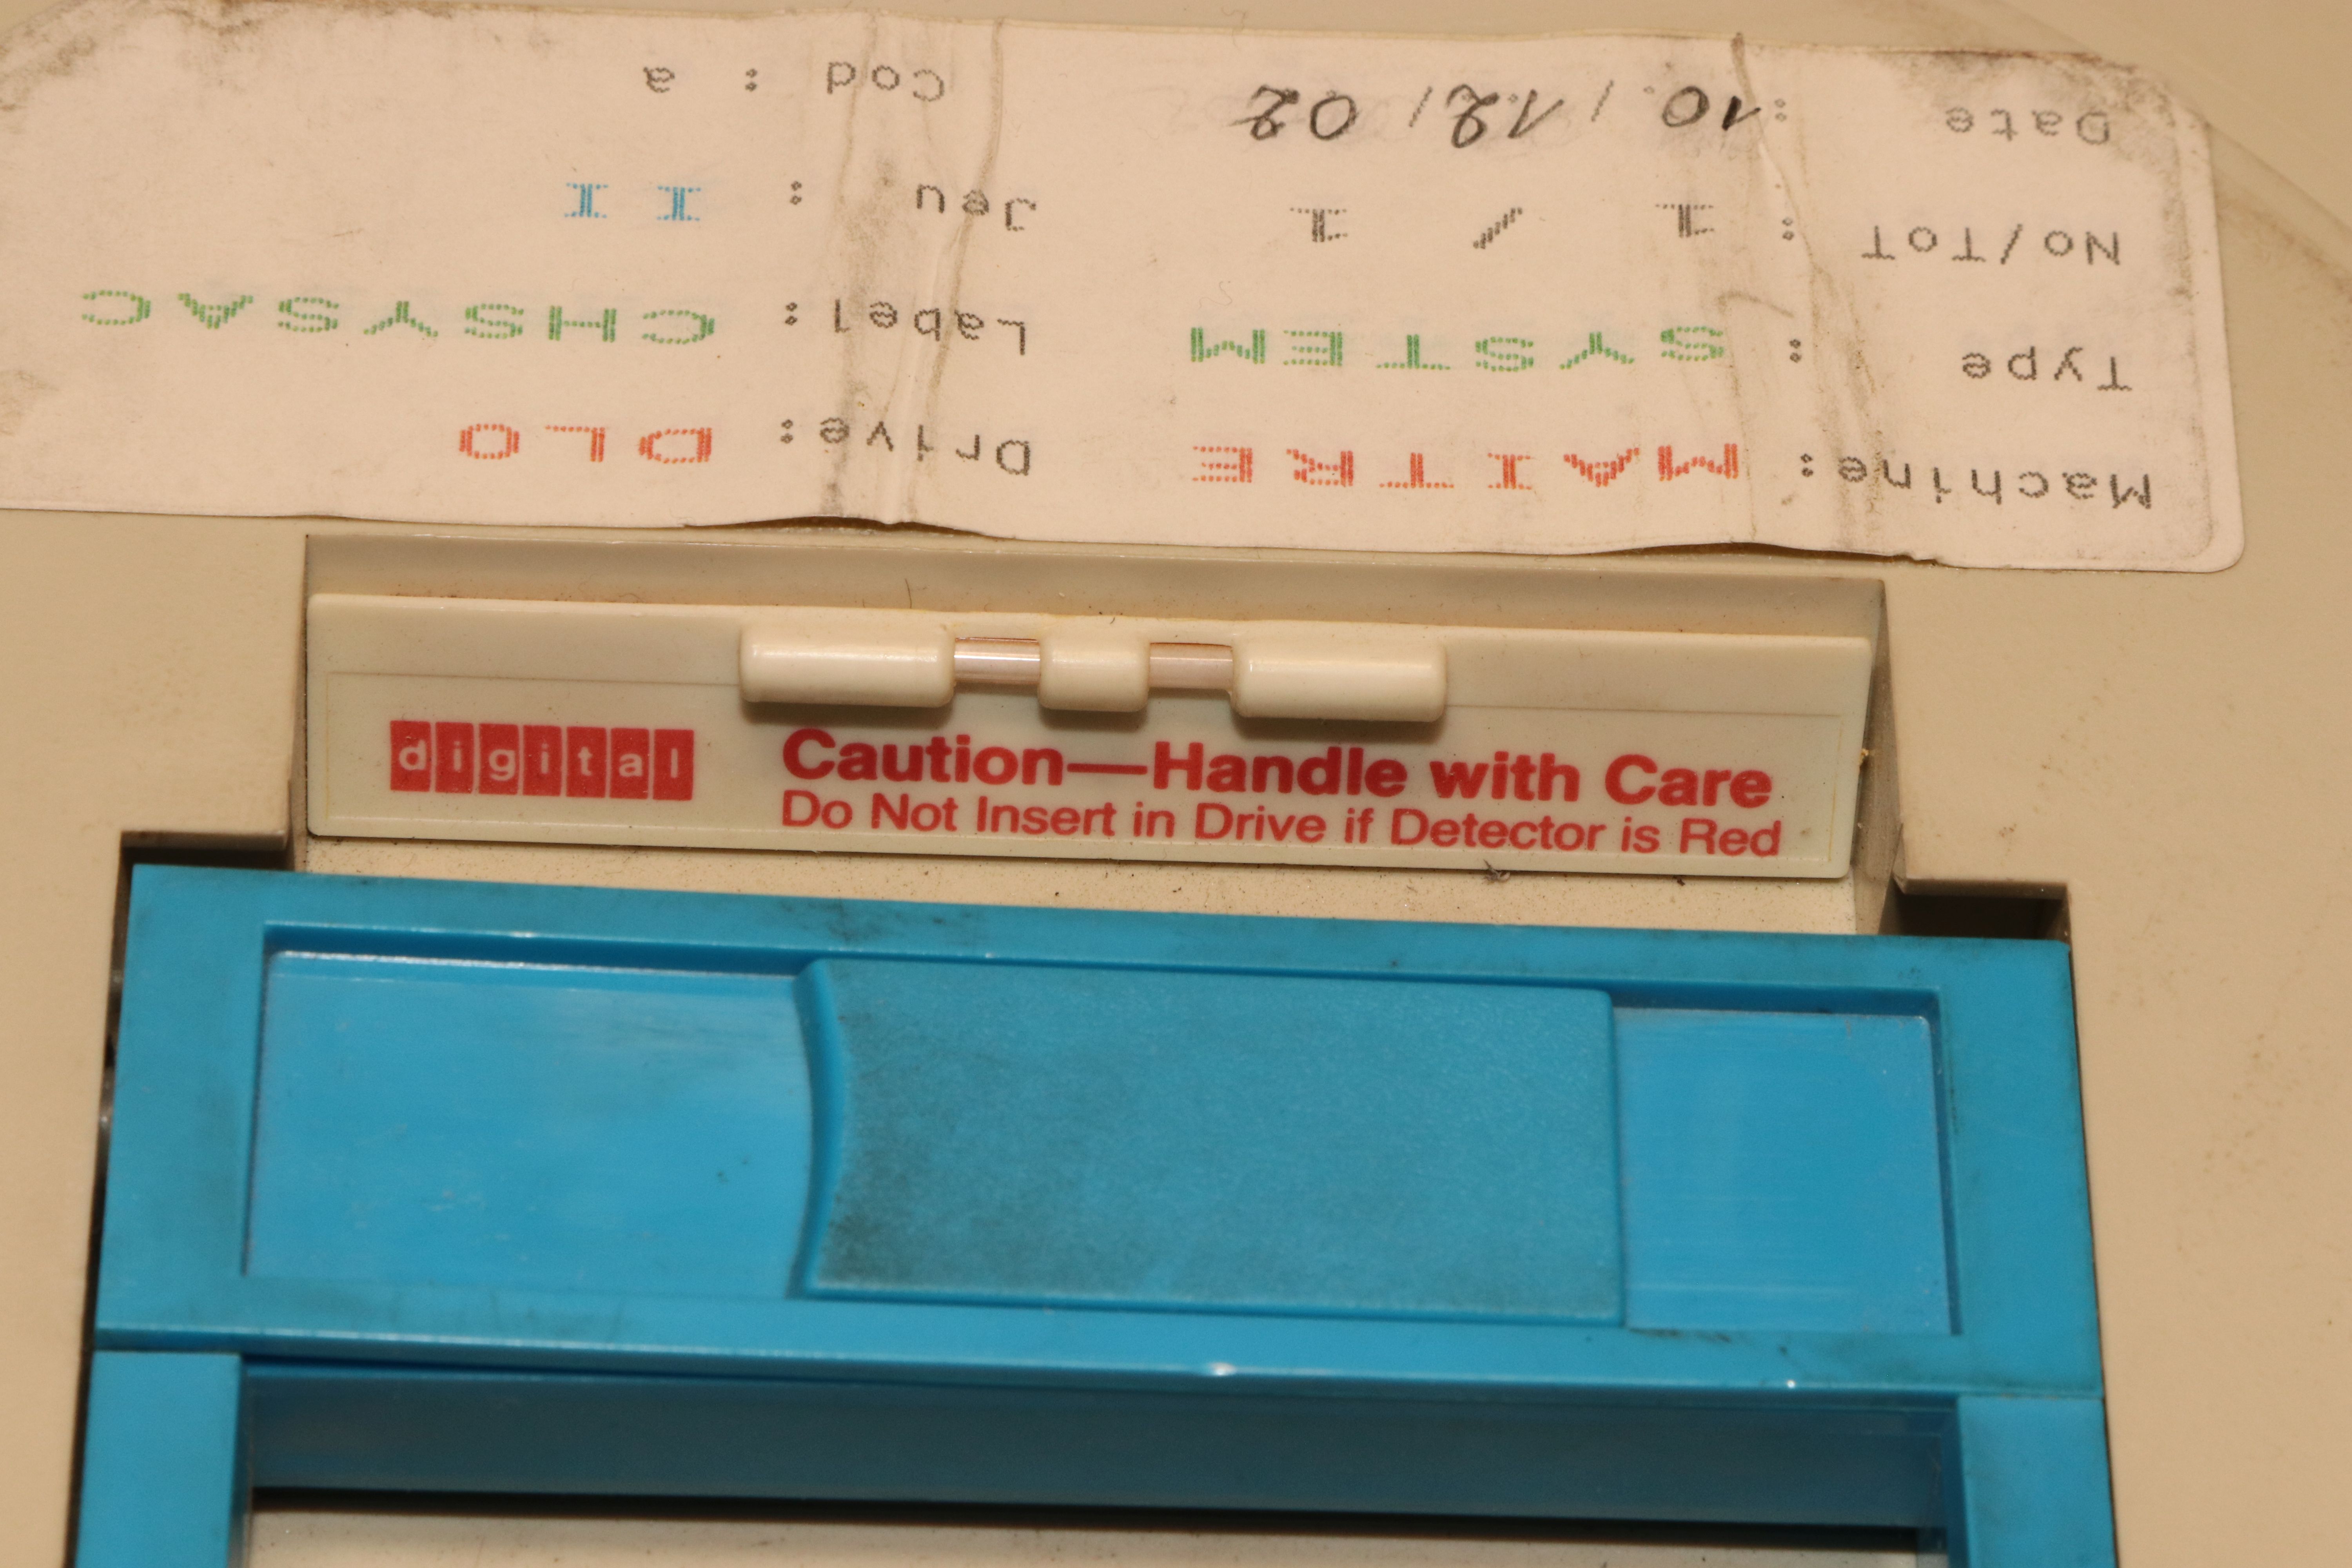 Machine: MAITRE Drive: DL0
Type : SYSTEM Label: CHSYSAC
No/ToT : 1 / 1 Jeu : II
Date : 10 / 12 / 02 Cod : a
digital
Caution—Handle with Care
Do Not Insert in Drive if Detector is Red